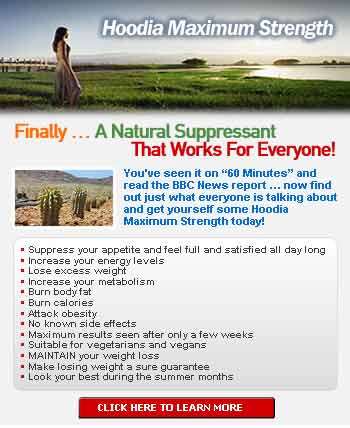 Hoodia Maximum Strength
Finally ... A Natural Suppressant
That Works For Everyone!
You've seen it on “60 Minutes” and
read the BBC News report ... now find
out just what everyone is talking about
and get yourself some Hoodia
Maximum Strength today!
Suppress your appetite and feel full and satisfied all day long
Increase your energy levels
Lose excess weight
Increase your metabolism
Burn body fat
Burn calories
Attack obesity
No known side effects
Maximum results seen after only a few weeks
Suitable for vegetarians and vegans
MAINTAIN your weight loss
Make losing weight a sure guarantee
Look your best during the summer months
CLICK HERE TO LEARN MORE